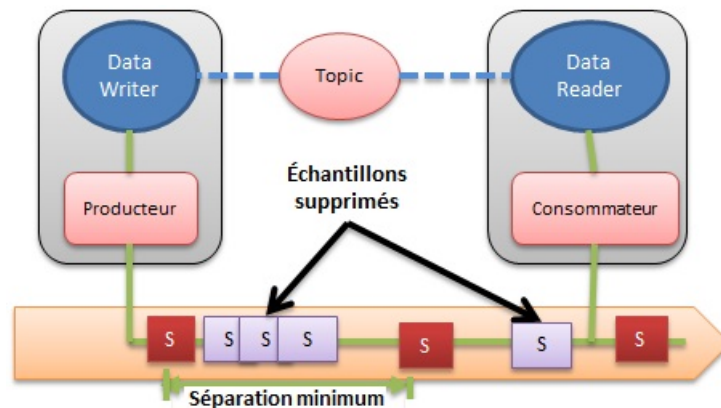 Data
Writer
Topic
Data
Reader
Échantillons
supprimés
Producteur
Consommateur
S
S
S
S
S
S
S
Séparation minimum